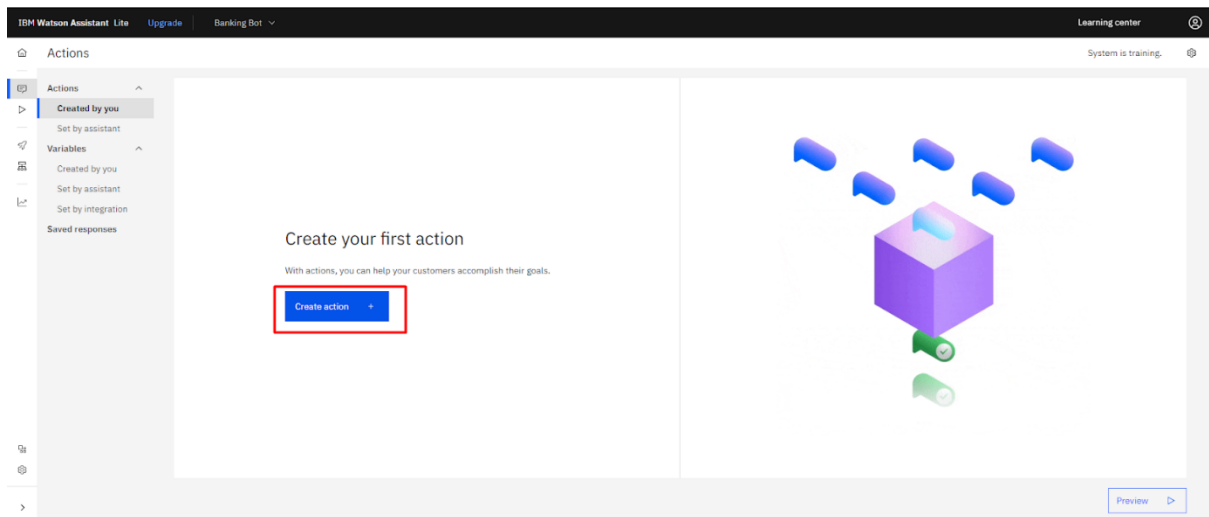 IBM Watson Assistant Lite Upgrade Banking Bot Learning center
Actions System is training.
Actions
Created by you
Set by assistant
Variables
Created by you
Set by assistant
Set by integration
Saved responses
Create your first action
With actions, you can help your customers accomplish their goals.
Create action +
Preview